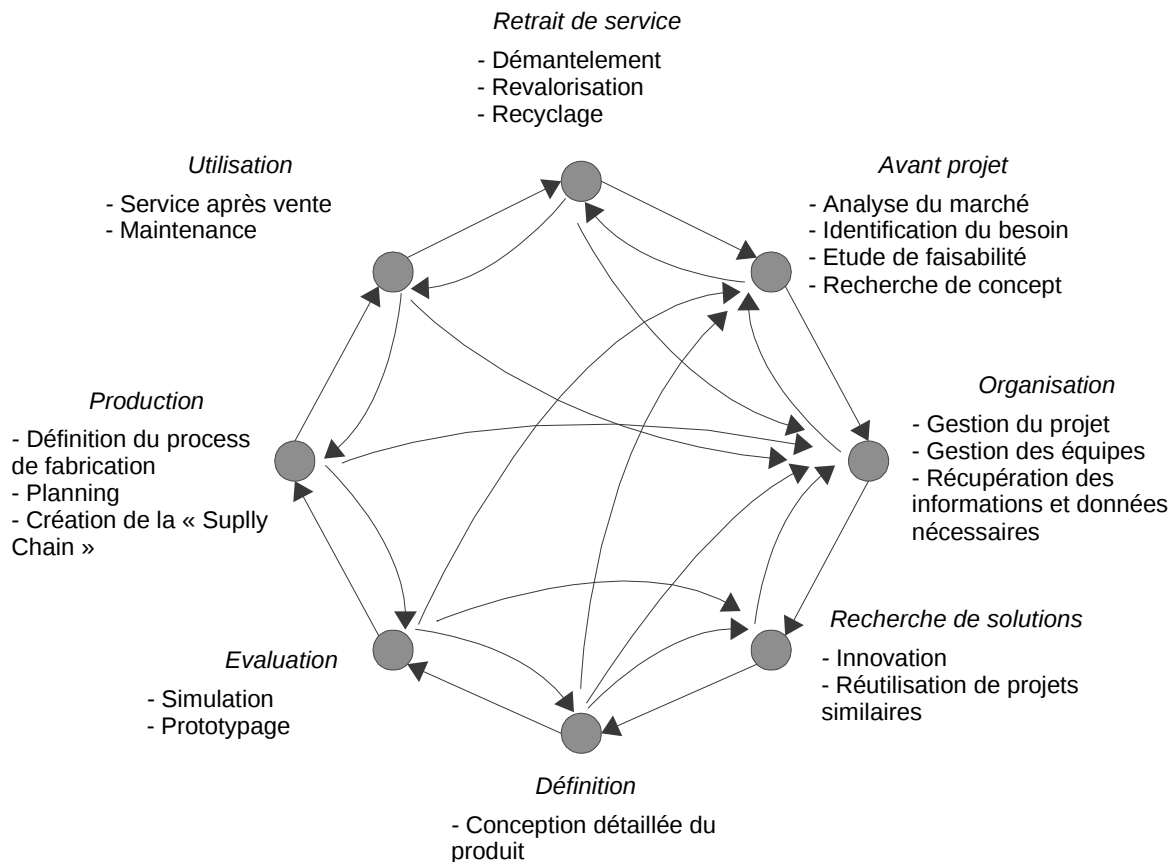 Retrait de service
- Démantelement
- Revalorisation
- Recyclage
Avant projet
- Analyse du marché
- Identification du besoin
- Etude de faisabilité
- Recherche de concept
Organisation
- Gestion du projet
- Gestion des équipes
- Récupération des
informations et données
nécessaires
Recherche de solutions
- Innovation
- Réutilisation de projets
similaires
Définition
- Conception détaillée du
produit
Evaluation
- Simulation
- Prototypage
Production
- Définition du process
de fabrication
- Planning
- Création de la « Suplly
Chain »
Utilisation
- Service après vente
- Maintenance